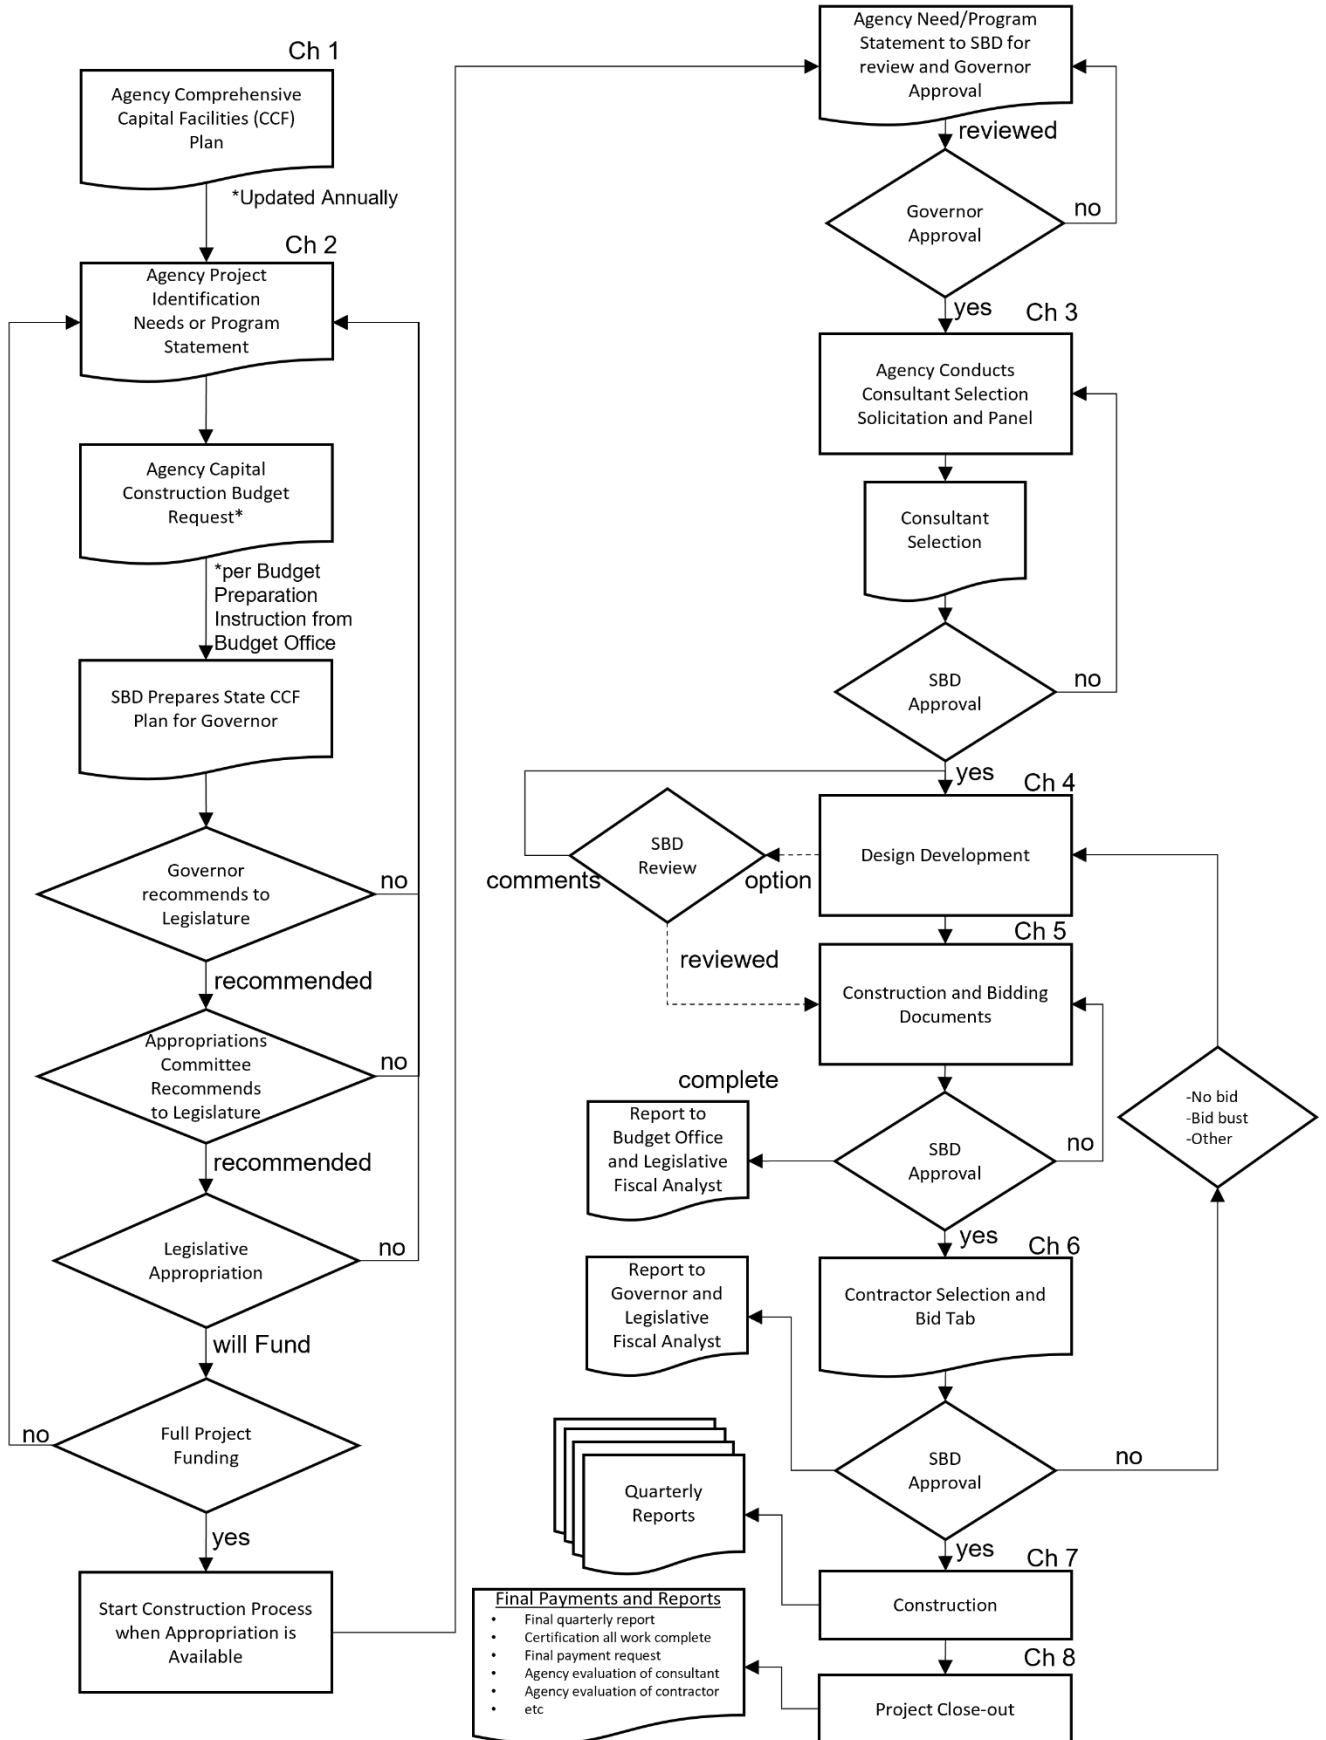 Ch 1
Agency Comprehensive
Capital Facilities (CCF)
Plan
*Updated Annually
Ch 2
Agency Project
Identification
Needs or Program
Statement
Agency Capital
Construction Budget
Request*
*per Budget
Preparation
Instruction from
Budget Office
SBD Prepares State CCF
Plan for Governor
Governor
recommends to
Legislature
no
recommended
Appropriations
Committee
Recommends
to Legislature
no
recommended
Legislative
Appropriation
no
will Fund
Full Project
Funding
no
yes
Start Construction Process
when Appropriation is
Available
Agency Need/Program
Statement to SBD for
review and Governor
Approval
reviewed
Governor
Approval
no
yes
Ch 3
Agency Conducts
Consultant Selection
Solicitation and Panel
Consultant
Selection
SBD
Approval
no
yes
Ch 4
Design Development
option
SBD
Review
comments
reviewed
Ch 5
Construction and Bidding
Documents
complete
Report to
Budget Office
and Legislative
Fiscal Analyst
SBD
Approval
no
yes
-No bid
-Bid bust
-Other
Ch 6
Contractor Selection and
Bid Tab
Report to
Governor and
Legislative
Fiscal Analyst
SBD
Approval
no
yes
Quarterly
Reports
Ch 7
Construction
Final Payments and Reports
• Final quarterly report
• Certification all work complete
• Final payment request
• Agency evaluation of consultant
• Agency evaluation of contractor
• etc
Ch 8
Project Close-out